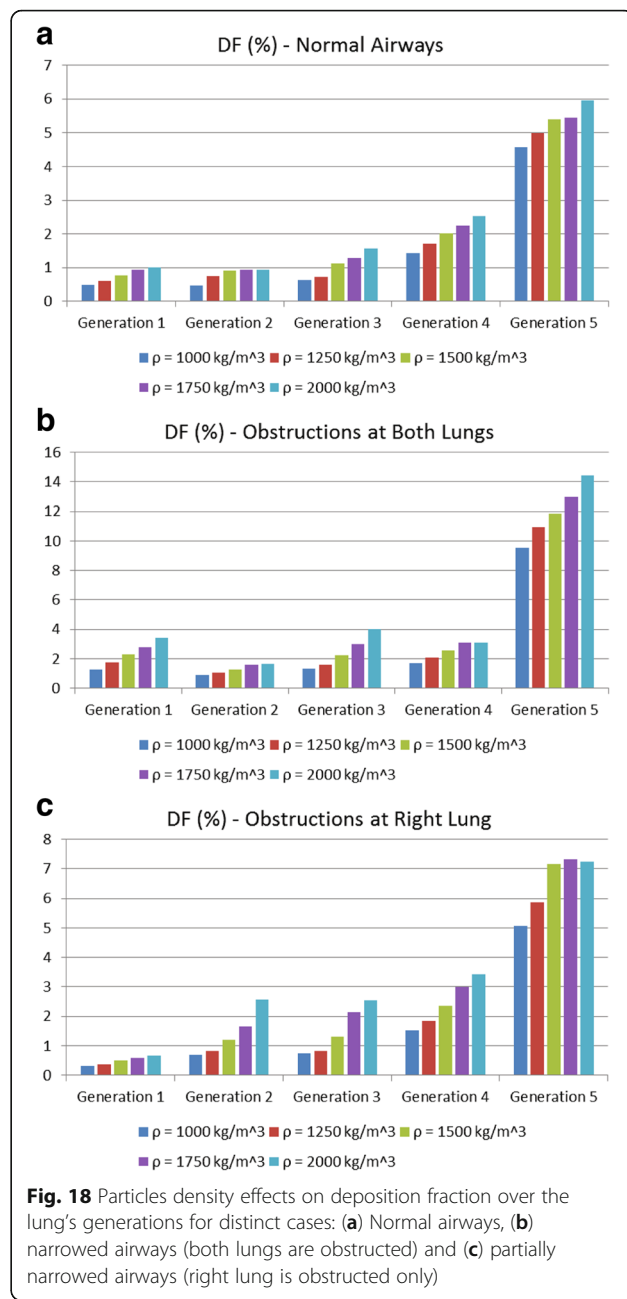 a
DF (%) - Normal Airways
7
6
5
4
3
2
1
0
Generation 1 Generation 2 Generation 3 Generation 4 Generation 5
ρ = 1000 kg/m^3 ρ = 1250 kg/m^3 ρ = 1500 kg/m^3
ρ = 1750 kg/m^3 ρ = 2000 kg/m^3
b
DF (%) - Obstructions at Both Lungs
16
14
12
10
8
6
4
2
0
Generation 1 Generation 2 Generation 3 Generation 4 Generation 5
ρ = 1000 kg/m^3 ρ = 1250 kg/m^3 ρ = 1500 kg/m^3
ρ = 1750 kg/m^3 ρ = 2000 kg/m^3
c
DF (%) - Obstructions at Right Lung
8
7
6
5
4
3
2
1
0
Generation 1 Generation 2 Generation 3 Generation 4 Generation 5
ρ = 1000 kg/m^3 ρ = 1250 kg/m^3 ρ = 1500 kg/m^3
ρ = 1750 kg/m^3 ρ = 2000 kg/m^3
Fig. 18 Particles density effects on deposition fraction over the
lung's generations for distinct cases: (a) Normal airways, (b)
narrowed airways (both lungs are obstructed) and (c) partially
narrowed airways (right lung is obstructed only)